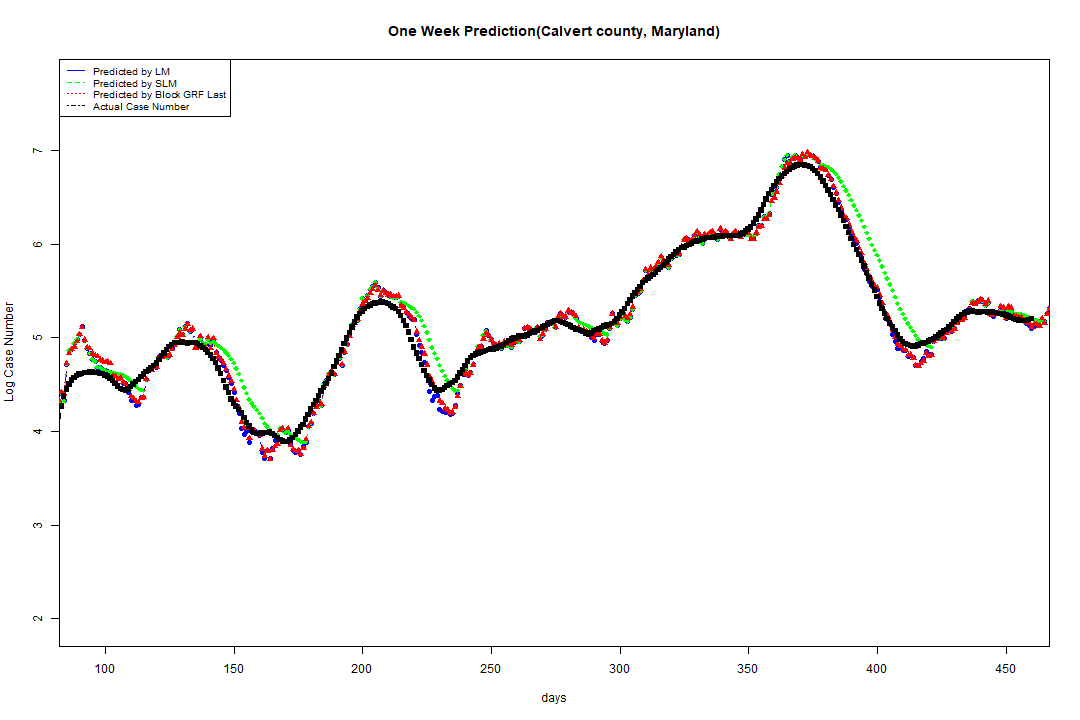 One Week Prediction(Calvert county, Maryland)
Predicted by LM
Predicted by SLM
Predicted by Block GRF Last
Actual Case Number
7
6
5
4
3
2
Log Case Number
100 150 200 250 300 350 400 450
days